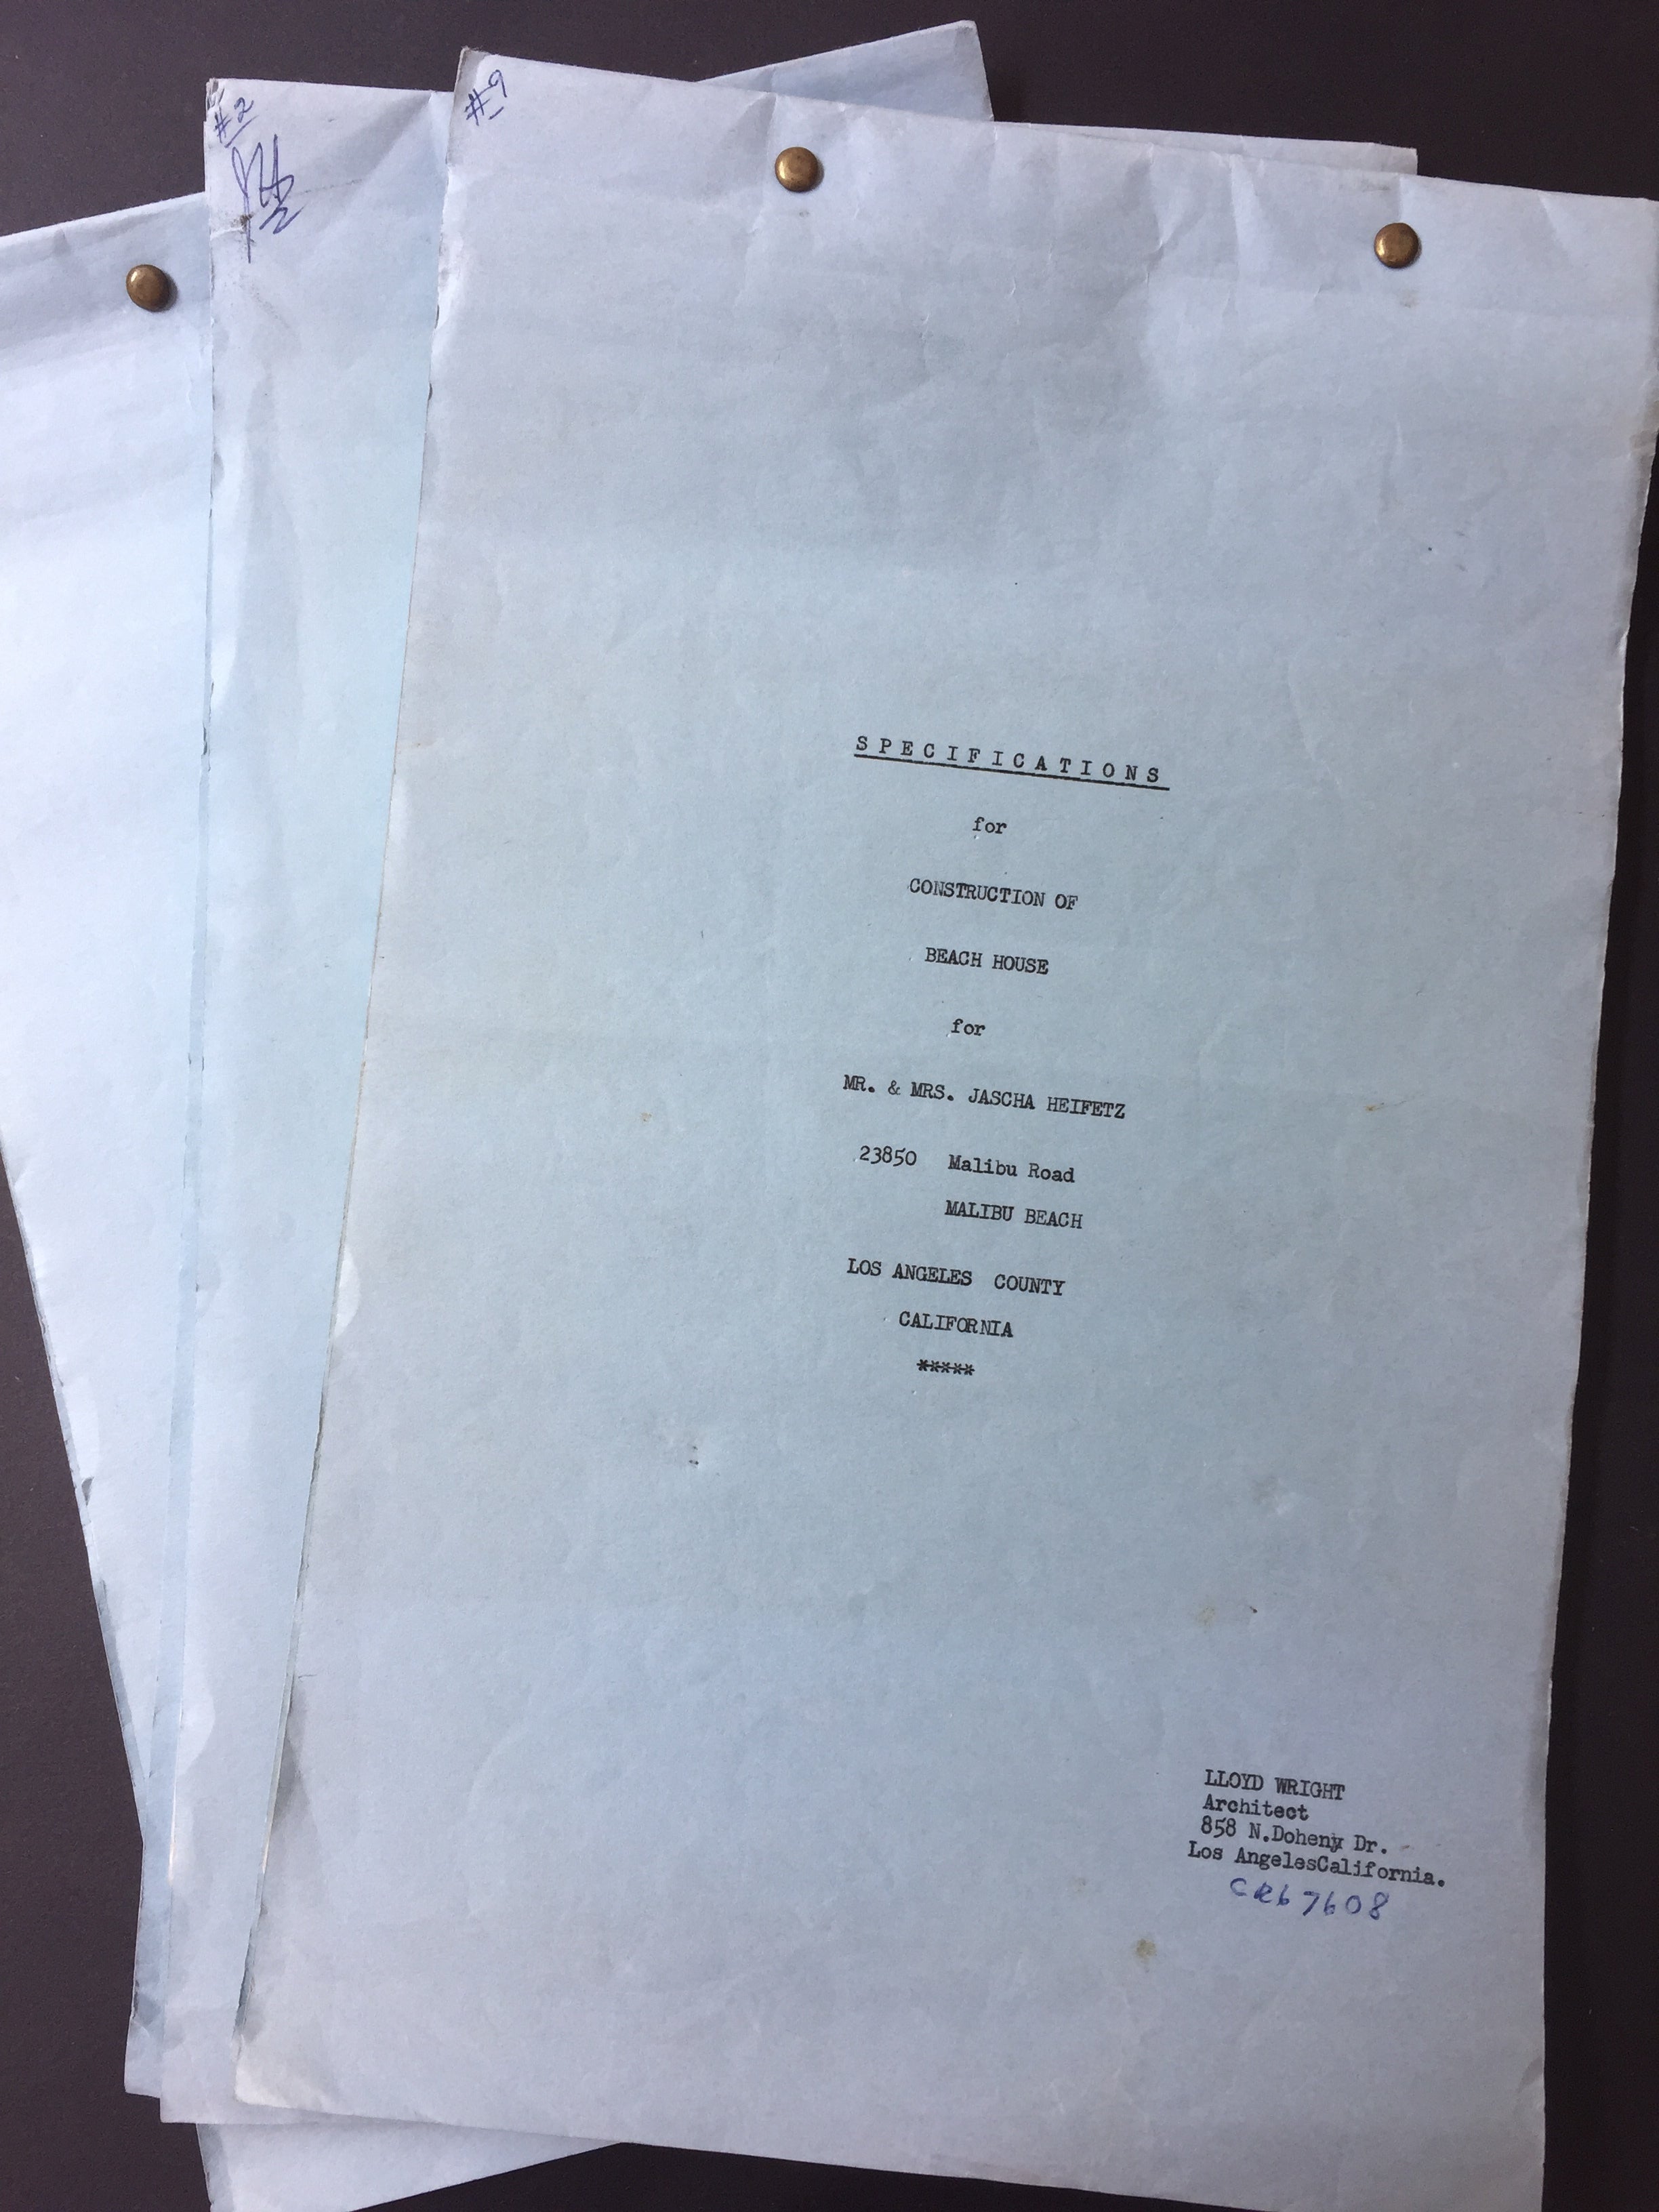 #2
#9
SPECIFICATIONS
for
CONSTRUCTION OF
BEACH HOUSE
for
MR. & MRS. JASCHA HEIFETZ
23850 Malibu Road
MALIBU BEACH
LOS ANGELES COUNTY
CALIFORNIA
*****
LLOYD WRIGHT
Architect
858 N.Doheny Dr.
Los AngelesCalifornia.
CR67608